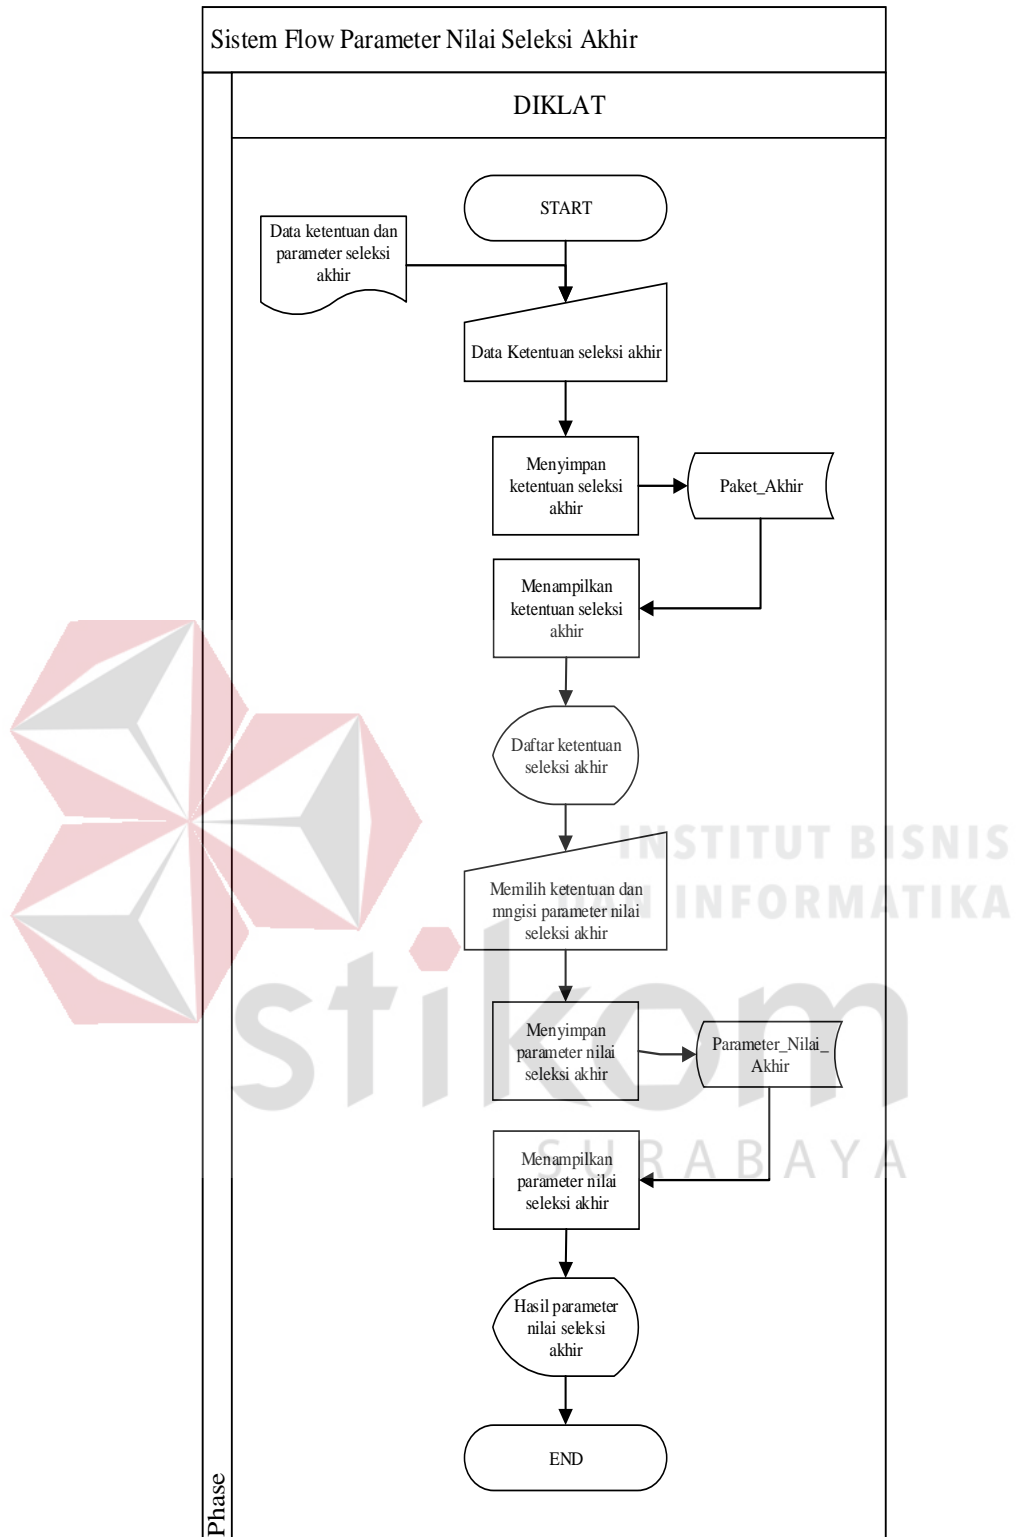 Sistem Flow Parameter Nilai Seleksi Akhir
DIKLAT
START
Data ketentuan dan
parameter seleksi
akhir
Data Ketentuan seleksi akhir
Menyimpan
ketentuan seleksi
akhir
Paket_Akhir
Menampilkan
ketentuan seleksi
akhir
Daftar ketentuan
seleksi akhir
Memilih ketentuan dan
mngisi parameter nilai
seleksi akhir
Menyimpan
parameter nilai
seleksi akhir
Parameter_Nilai_
Akhir
Menampilkan
parameter nilai
seleksi akhir
Hasil parameter
nilai seleksi
akhir
END
Phase
INSTITUT BISNIS
DAN INFORMATIKA
stikom
SURABAYA